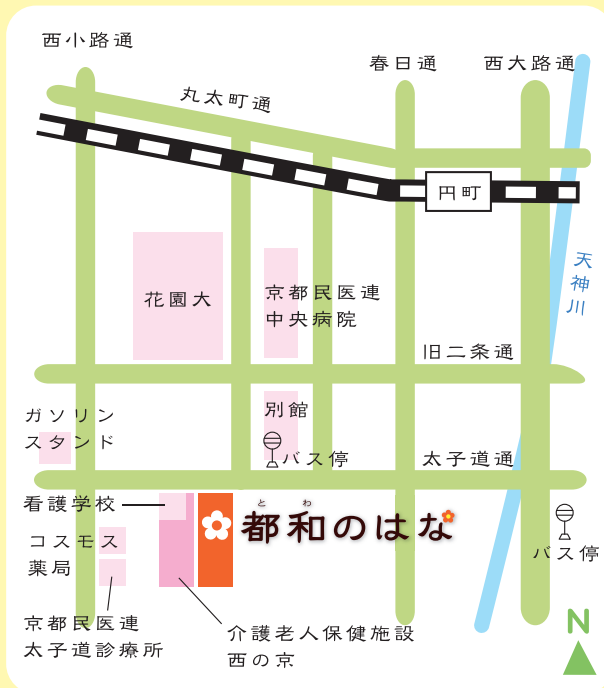 西小路通
春日通
西大路通
丸太町通
円町
天神川
花園大
京都民医連
中央病院
旧二条通
別館
ガソリン
スタンド
バス停
太子道通
看護学校
とわ
都和のはな
コスモス
薬局
バス停
京都民医連
太子道診療所
介護老人保健施設
西の京
N